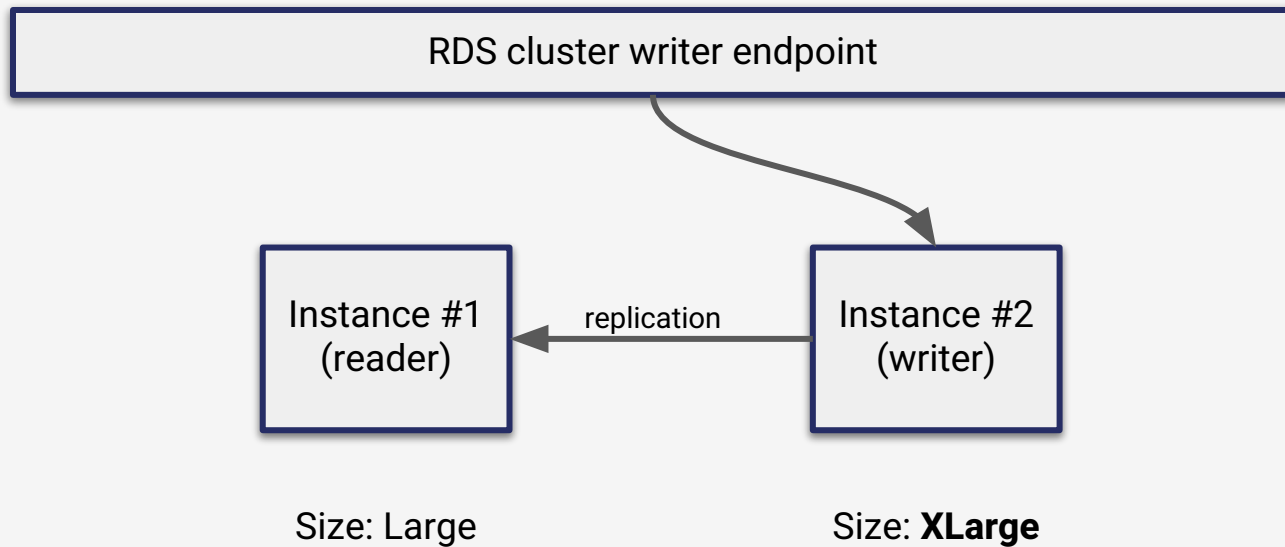 RDS cluster writer endpoint
Instance #1
(reader)
replication
Instance #2
(writer)
Size: Large
Size: XLarge